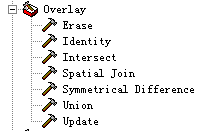 Overlay
Erase
Identity
Intersect
Spatial Join
Symmetrical Difference
Union
Update